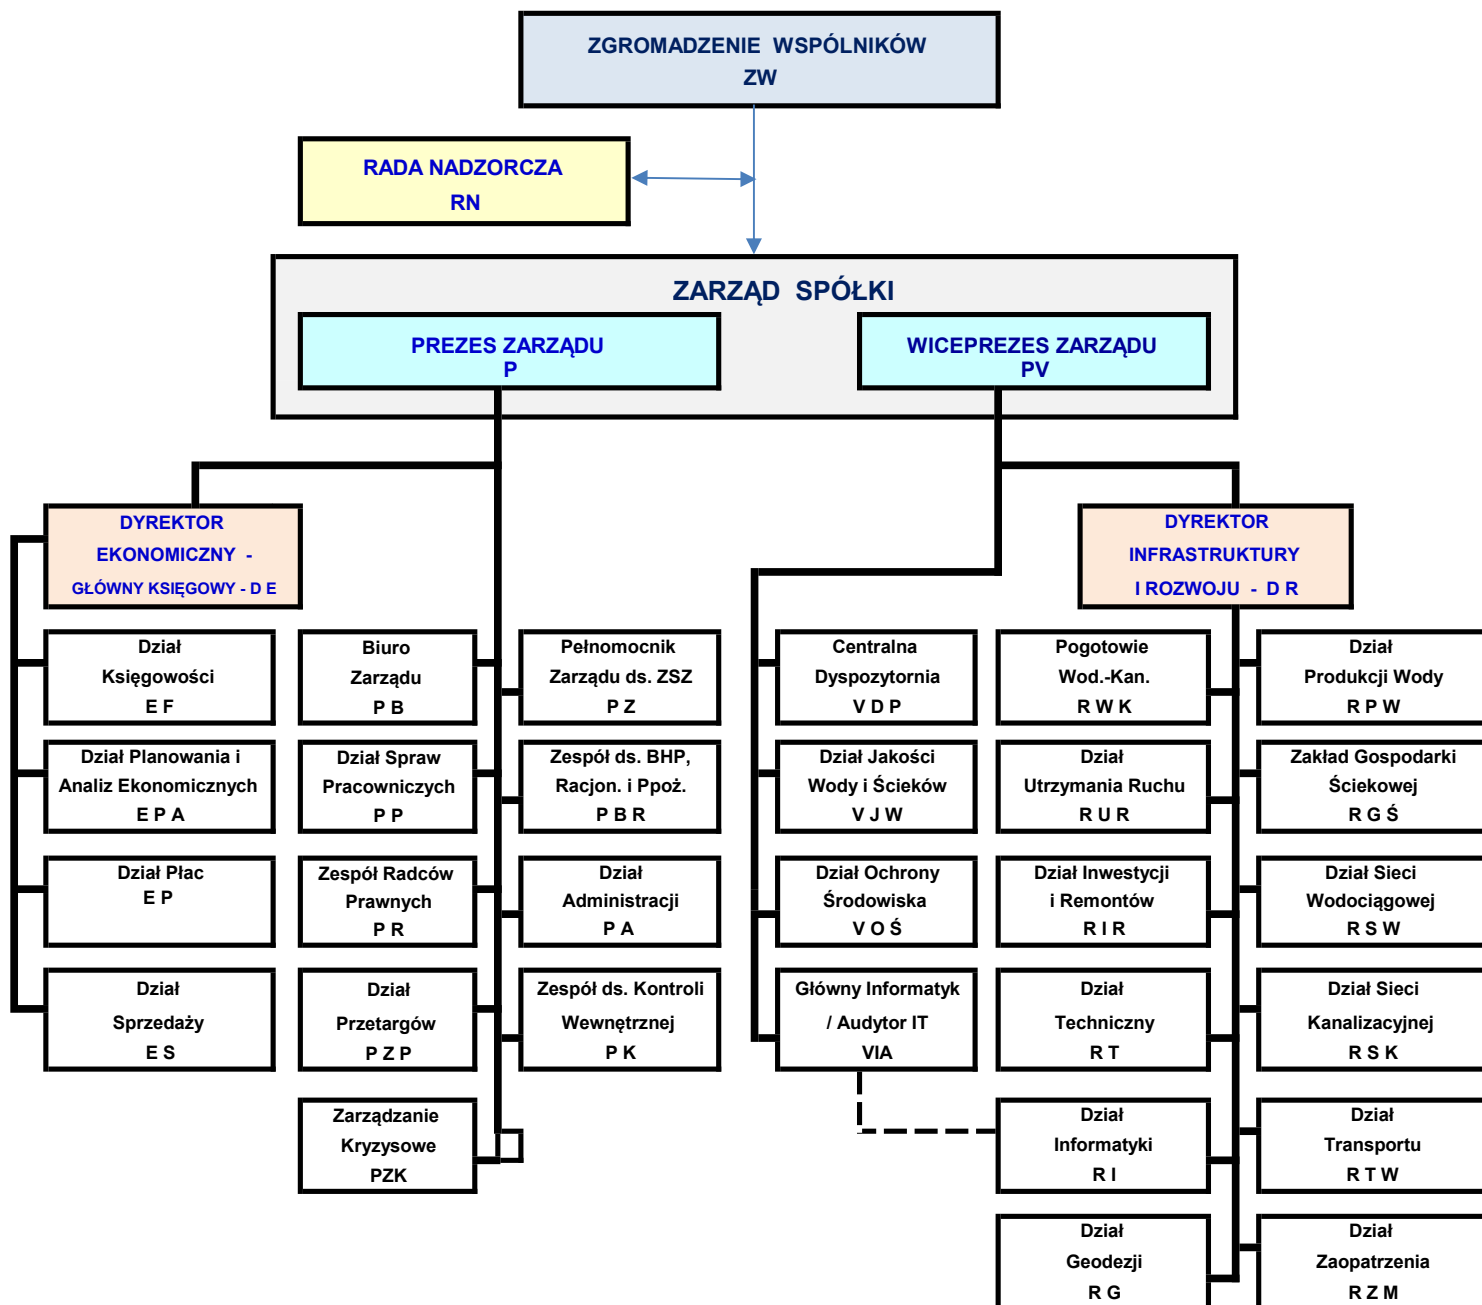 ZGROMADZENIE WSPÓLNIKÓW
ZW
RADA NADZORCZA
RN
ZARZĄD SPÓŁKI
PREZES ZARZĄDU
P
WICEPREZES ZARZĄDU
PV
DYREKTOR
EKONOMICZNY -
GŁÓWNY KSIĘGOWY - D E
DYREKTOR
INFRASTRUKTURY
I ROZWOJU - D R
Dział
Księgowości
E F
Biuro
Zarządu
P B
Pełnomocnik
Zarządu ds. ZSZ
P Z
Centralna
Dyspozytornia
V D P
Pogotowie
Wod.-Kan.
R W K
Dział
Produkcji Wody
R P W
Dział Planowania i
Analiz Ekonomicznych
E P A
Dział Spraw
Pracowniczych
P P
Zespół ds. BHP,
Racjon. i Ppoż.
P B R
Dział Jakości
Wody i Ścieków
V J W
Dział
Utrzymania Ruchu
R U R
Zakład Gospodarki
Ściekowej
R G Ś
Dział Płac
E P
Zespół Radców
Prawnych
P R
Dział
Administracji
P A
Dział Ochrony
Środowiska
V O Ś
Dział Inwestycji
i Remontów
R I R
Dział Sieci
Wodociągowej
R S W
Dział
Sprzedaży
E S
Dział
Przetargów
P Z P
Zespół ds. Kontroli
Wewnętrznej
P K
Główny Informatyk
/ Audytor IT
VIA
Dział
Techniczny
R T
Dział Sieci
Kanalizacyjnej
R S K
Zarządzanie
Kryzysowe
PZK
Dział
Informatyki
R I
Dział
Transportu
R T W
Dział
Geodezji
R G
Dział
Zaopatrzenia
R Z M